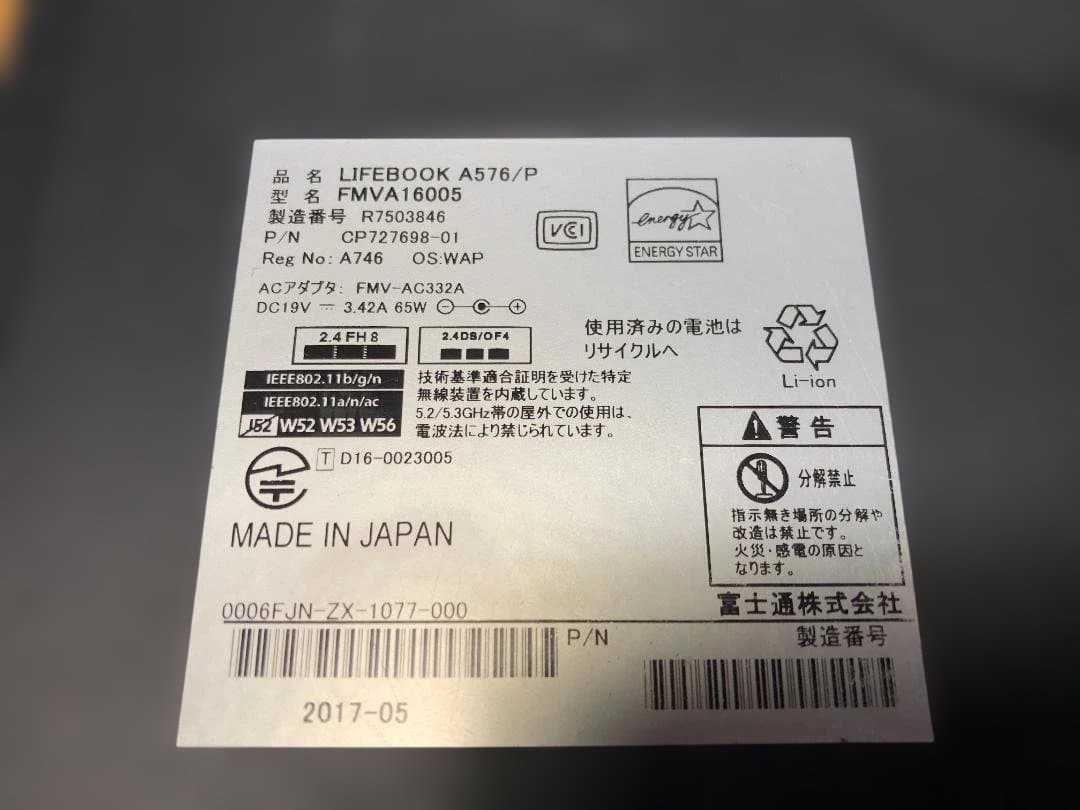 品 名 LIFEBOOK A576/P
型 名 FMVA16005
製造番号 R7503846
P/N CP727698-01
Reg No: A746 OS:WAP
VCCI
energy
ENERGY STAR
ACアダプタ: FMV-AC332A
DC19V ⎓ 3.42A 65W
2.4 FH 8
2.4DS/OF4
使用済みの電池は
リサイクルへ
Li-ion
IEEE802.11b/g/n
IEEE802.11a/n/ac
J52 W52 W53 W56
技術基準適合証明を受けた特定
無線装置を内蔵しています。
5.2/5.3GHz帯の屋外での使用は、
電波法により禁じられています。
T D16-0023005
MADE IN JAPAN
警告
分解禁止
指示無き場所の分解や
改造は禁止です。
火災・感電の原因と
なります。
富士通株式会社
0006FJN-ZX-1077-000
P/N
製造番号
2017-05